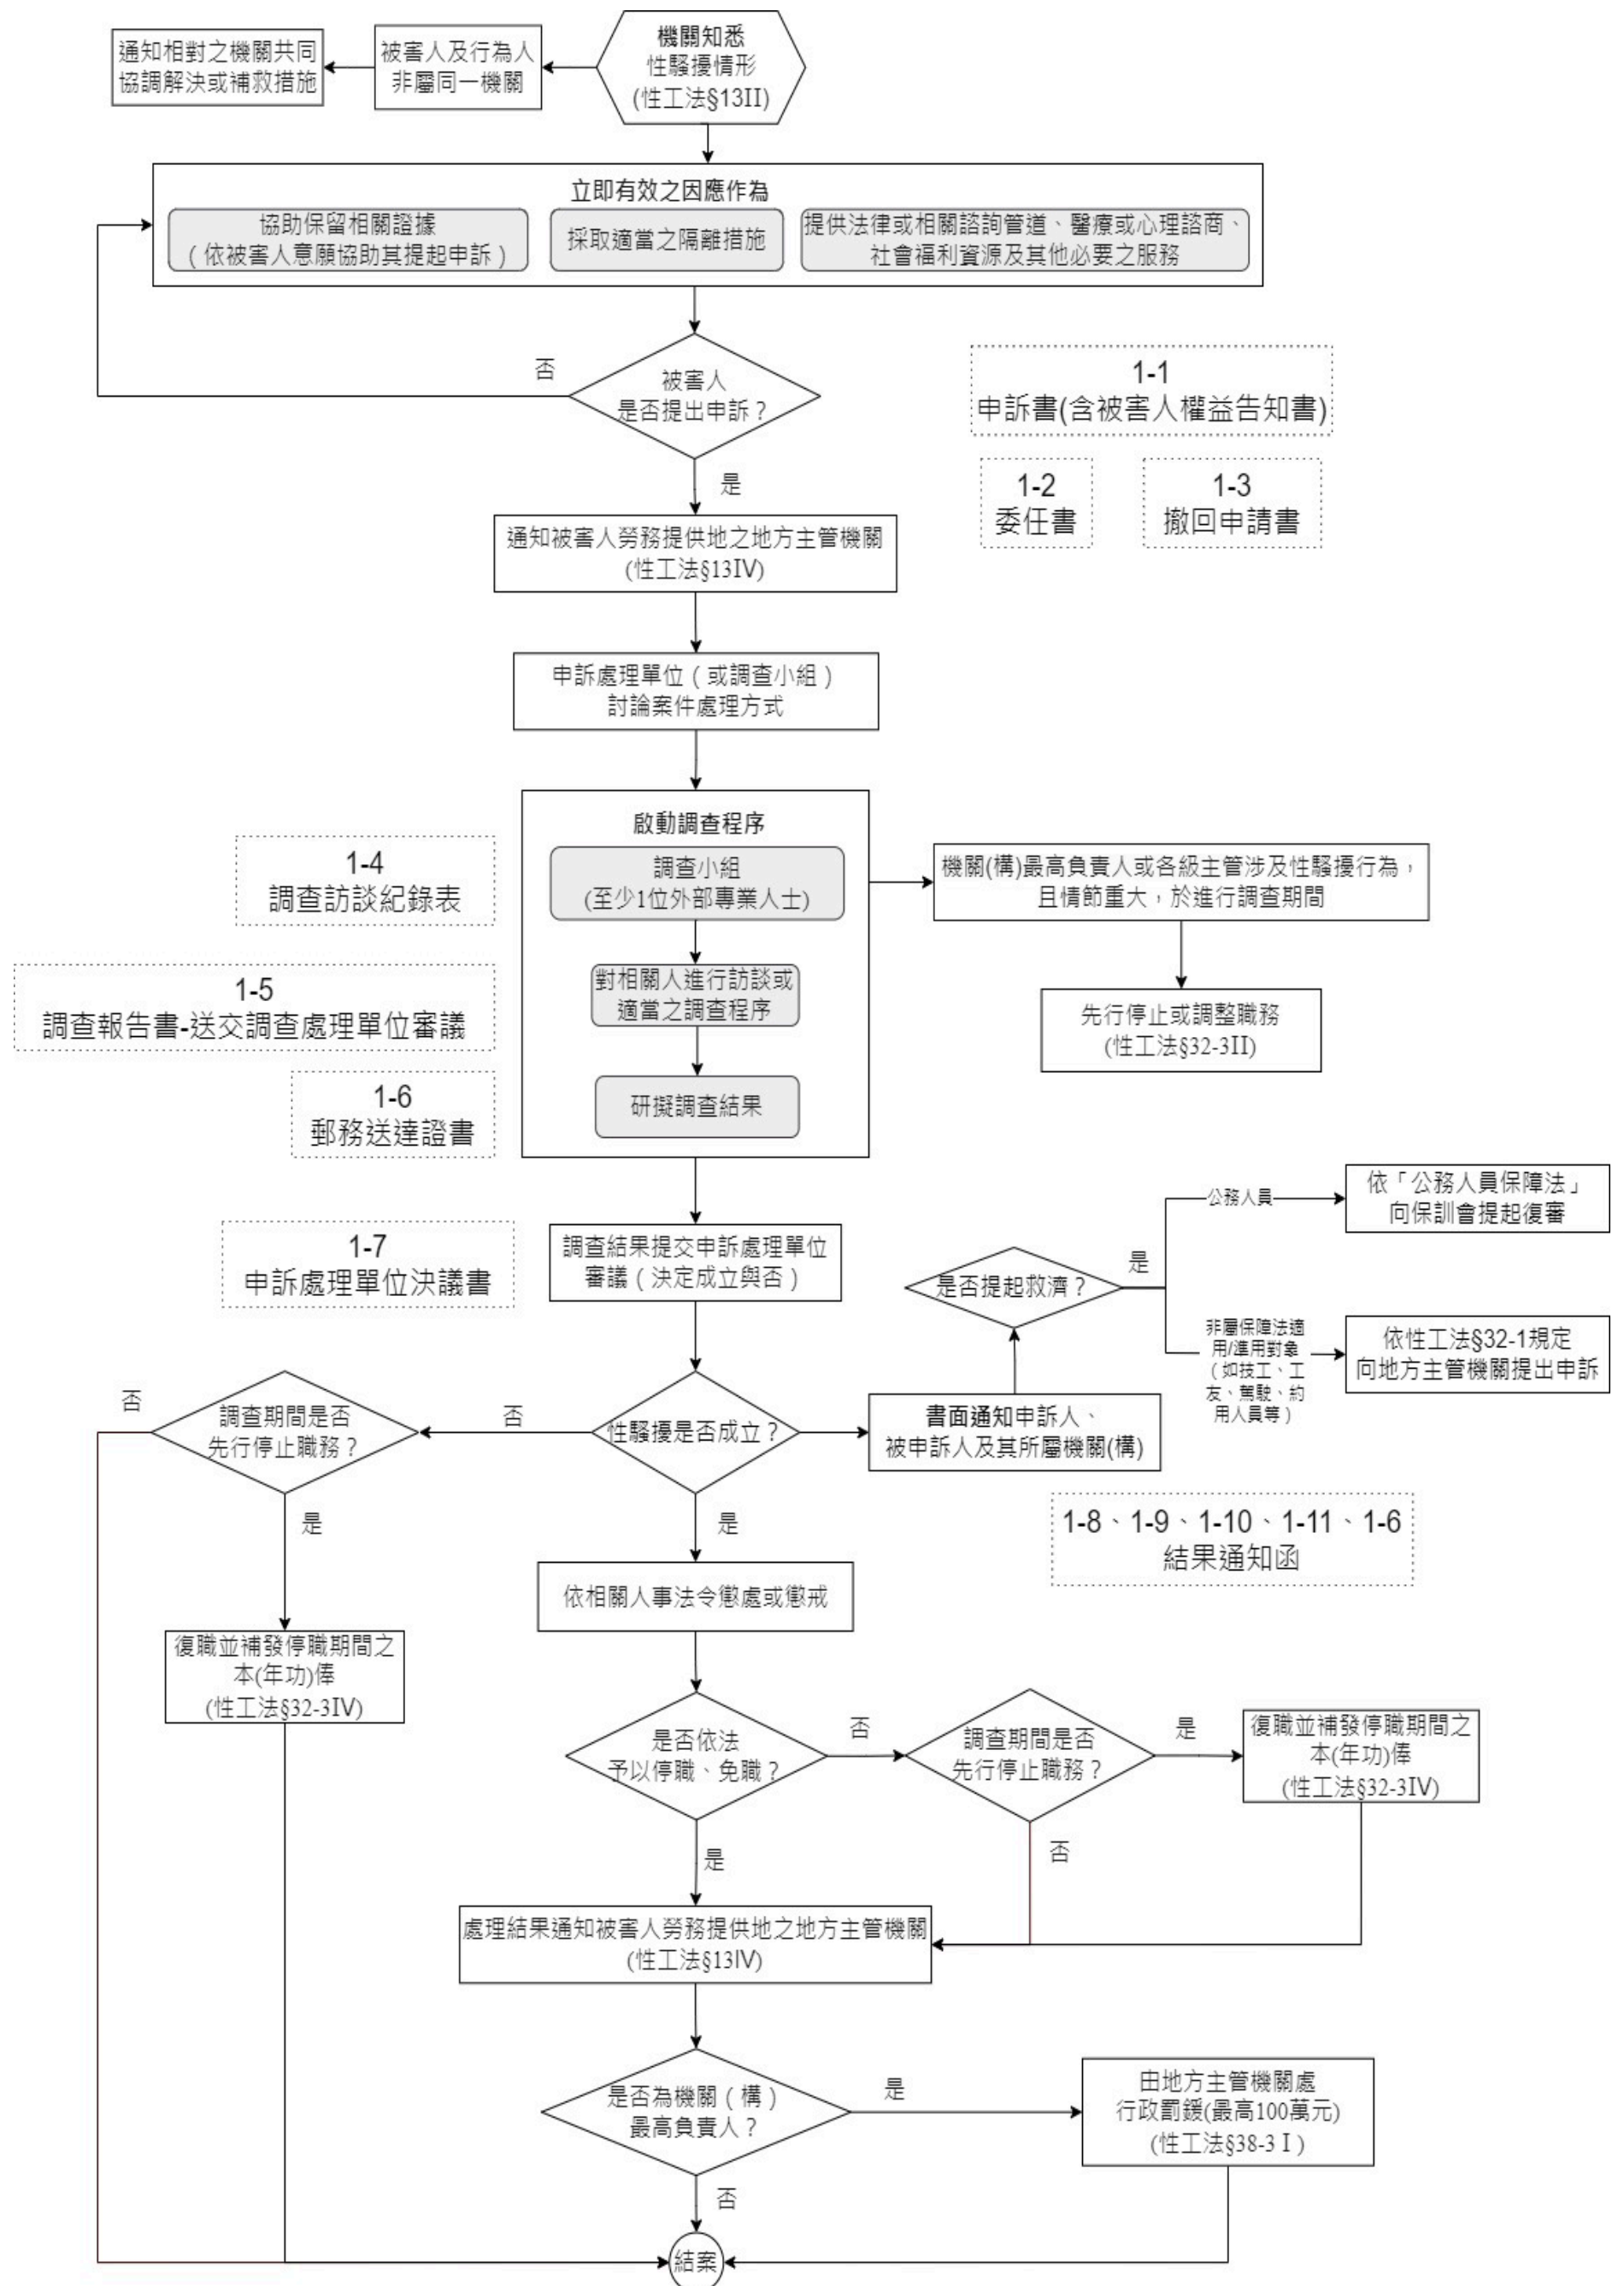 機關知悉
性騷擾情形
(性工法§13II)
被害人及行為人
非屬同一機關
通知相對之機關共同
協調解決或補救措施
立即有效之因應作為
協助保留相關證據
（依被害人意願協助其提起申訴）
採取適當之隔離措施
提供法律或相關諮詢管道、醫療或心理諮商、
社會福利資源及其他必要之服務
否
被害人
是否提出申訴？
是
1-1
申訴書(含被害人權益告知書)
1-2
委任書
1-3
撤回申請書
通知被害人勞務提供地之地方主管機關
(性工法§13IV)
申訴處理單位（或調查小組）
討論案件處理方式
啟動調查程序
調查小組
(至少1位外部專業人士)
對相關人進行訪談或
適當之調查程序
研擬調查結果
機關(構)最高負責人或各級主管涉及性騷擾行為，
且情節重大，於進行調查期間
先行停止或調整職務
(性工法§32-3II)
1-4
調查訪談紀錄表
1-5
調查報告書-送交調查處理單位審議
1-6
郵務送達證書
1-7
申訴處理單位決議書
調查結果提交申訴處理單位
審議（決定成立與否）
是否提起救濟？
是
公務人員
依「公務人員保障法」
向保訓會提起復審
非屬保障法適
用/準用對象
（如技工、工
友、駕駛、約
用人員等）
依性工法§32-1規定
向地方主管機關提出申訴
性騷擾是否成立？
書面通知申訴人、
被申訴人及其所屬機關(構)
1-8、1-9、1-10、1-11、1-6
結果通知函
否
調查期間是否
先行停止職務？
否
是
復職並補發停職期間之
本(年功)俸
(性工法§32-3IV)
是
依相關人事法令懲處或懲戒
是否依法
予以停職、免職？
否
調查期間是否
先行停止職務？
是
復職並補發停職期間之
本(年功)俸
(性工法§32-3IV)
否
是
處理結果通知被害人勞務提供地之地方主管機關
(性工法§13IV)
是否為機關（構）
最高負責人？
是
由地方主管機關處
行政罰鍰(最高100萬元)
(性工法§38-3 I )
否
結案